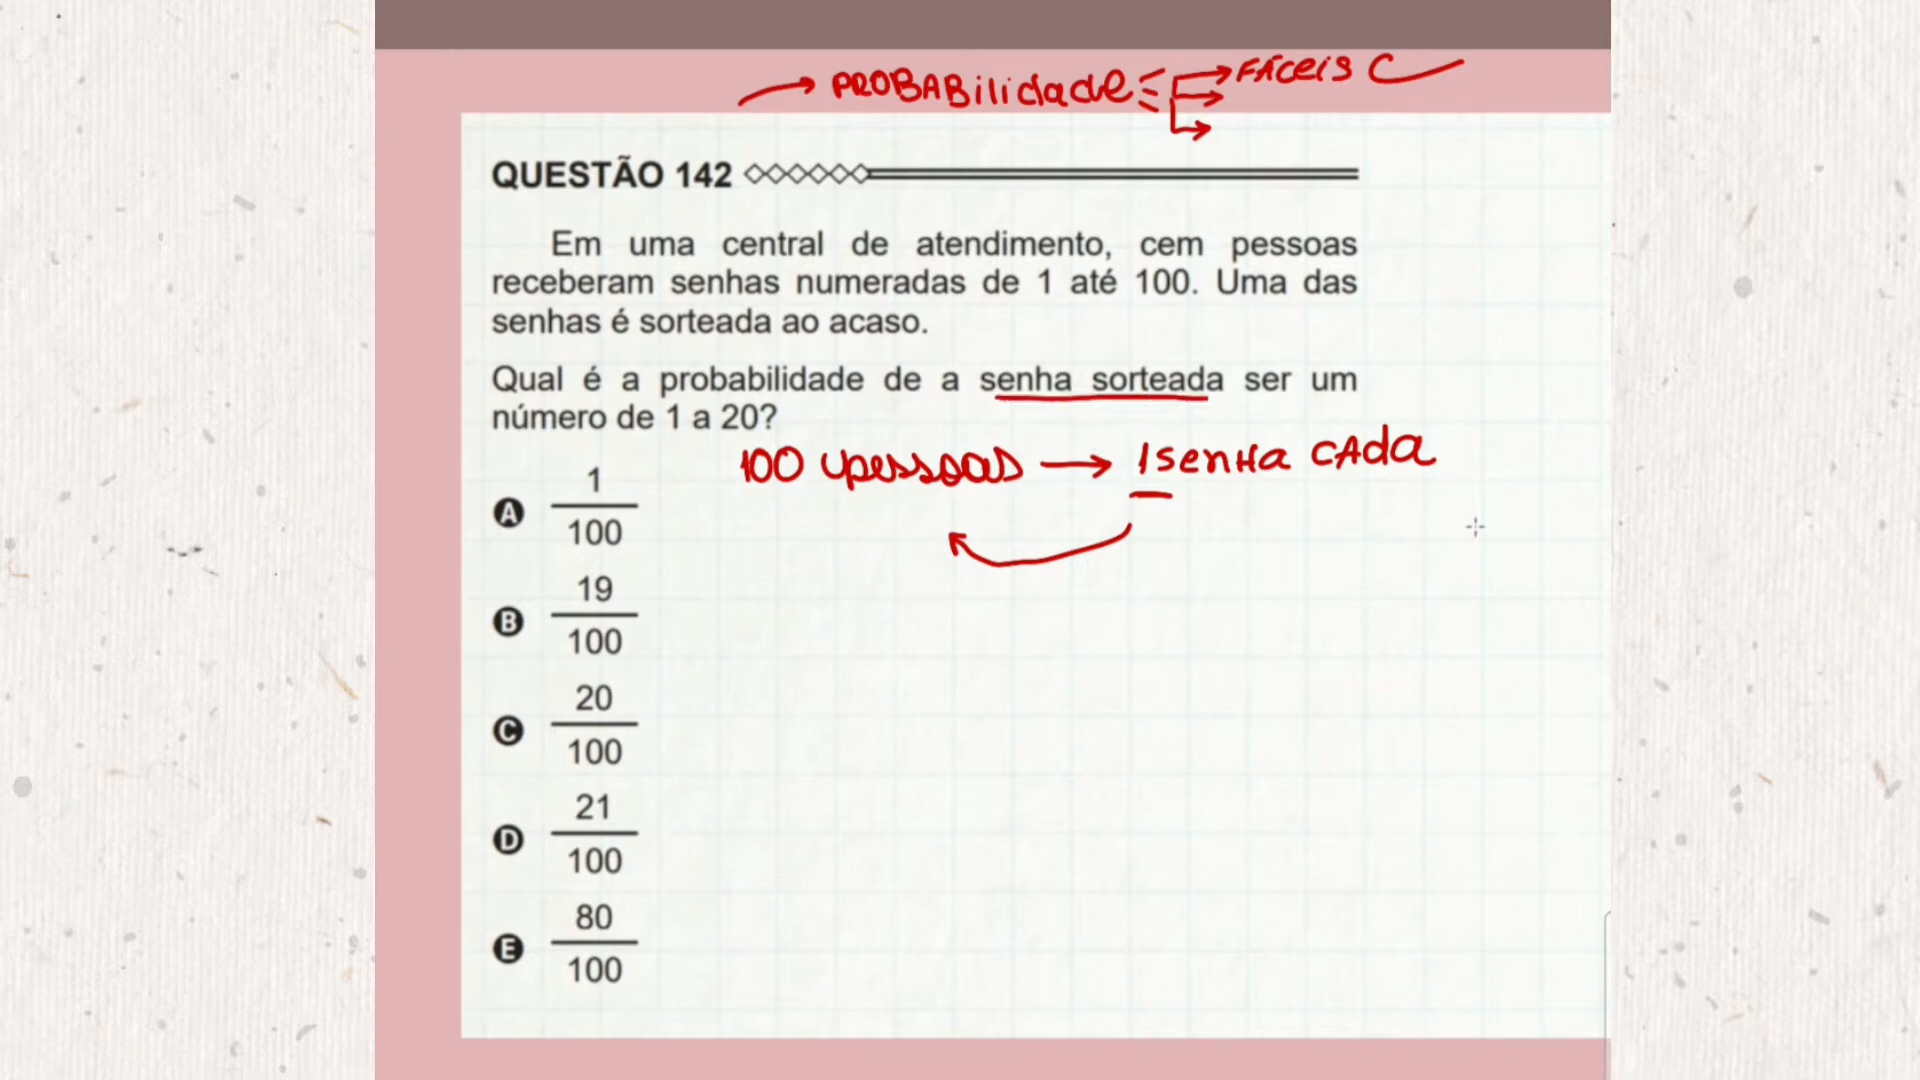 PROBABilidade
FÁCEIS
QUESTÃO 142
Em uma central de atendimento, cem pessoas
receberam senhas numeradas de 1 até 100. Uma das
senhas é sorteada ao acaso.
Qual é a probabilidade de a senha sorteada ser um
número de 1 a 20?
100 pessoas → 1 senha cada
A 1/100
B 19/100
C 20/100
D 21/100
E 80/100